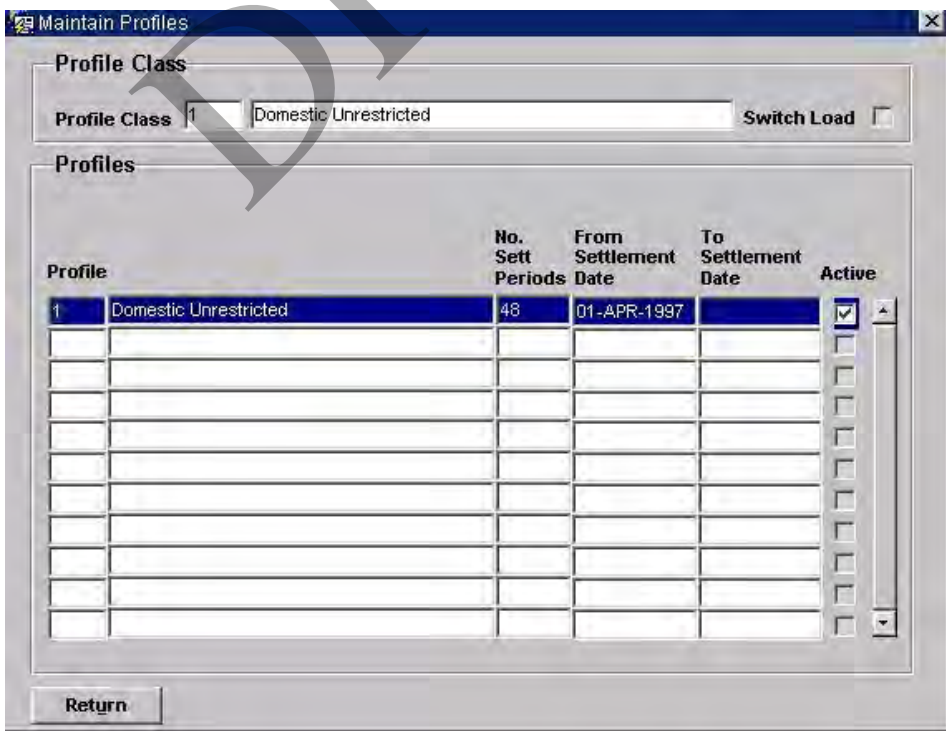 Maintain Profiles
Profile Class
Profile Class 1 Domestic Unrestricted Switch Load
Profiles
Profile
No. Sett Periods
From Settlement Date
To Settlement Date
Active
1 Domestic Unrestricted 48 01-APR-1997
Return